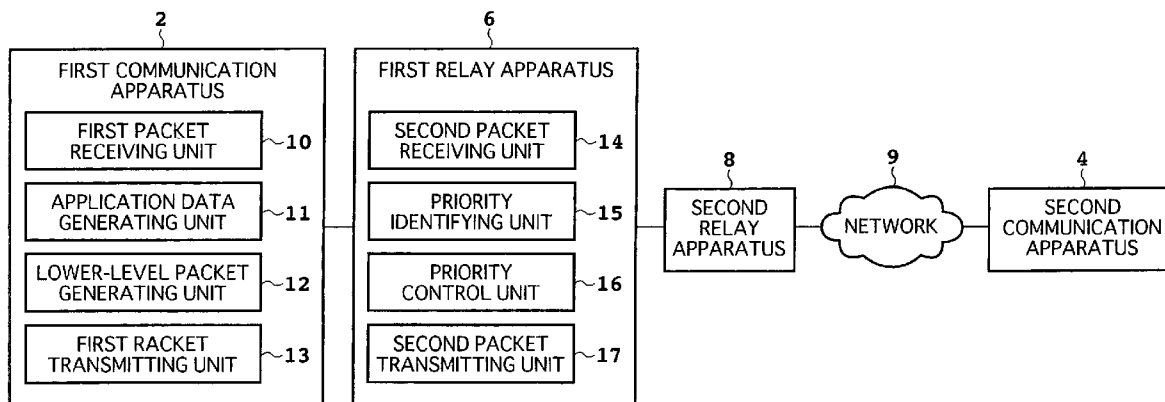 2
FIRST COMMUNICATION
APPARATUS
FIRST PACKET
RECEIVING UNIT
10
APPLICATION DATA
GENERATING UNIT
11
LOWER-LEVEL PACKET
GENERATING UNIT
12
FIRST RACKET
TRANSMITTING UNIT
13
6
FIRST RELAY APPARATUS
SECOND PACKET
RECEIVING UNIT
14
PRIORITY
IDENTIFYING UNIT
15
PRIORITY
CONTROL UNIT
16
SECOND PACKET
TRANSMITTING UNIT
17
8
SECOND
RELAY
APPARATUS
9
NETWORK
4
SECOND
COMMUNICATION
APPARATUS